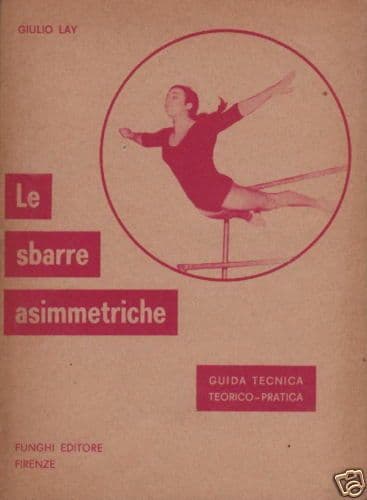 GIULIO LAY
Le
sbarre
asimmetriche
GUIDA TECNICA
TEORICO-PRATICA
FUNGHI EDITORE
FIRENZE